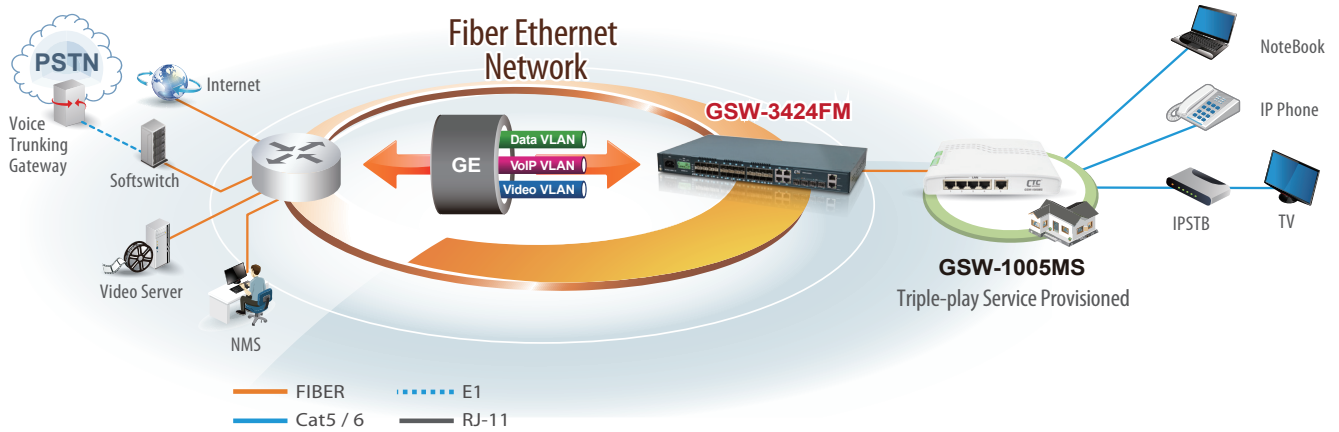 Fiber Ethernet
Network
PSTN
Internet
Voice
Trunking
Gateway
Softswitch
Video Server
NMS
GE
Data VLAN
VoIP VLAN
Video VLAN
GSW-3424FM
CTC
GSW-1005MS
Triple-play Service Provisioned
NoteBook
IP Phone
IPSTB
TV
FIBER
E1
Cat5 / 6
RJ-11